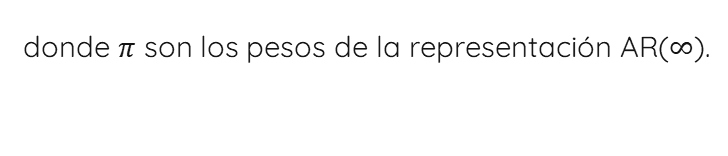 donde π son los pesos de la representación AR(∞).